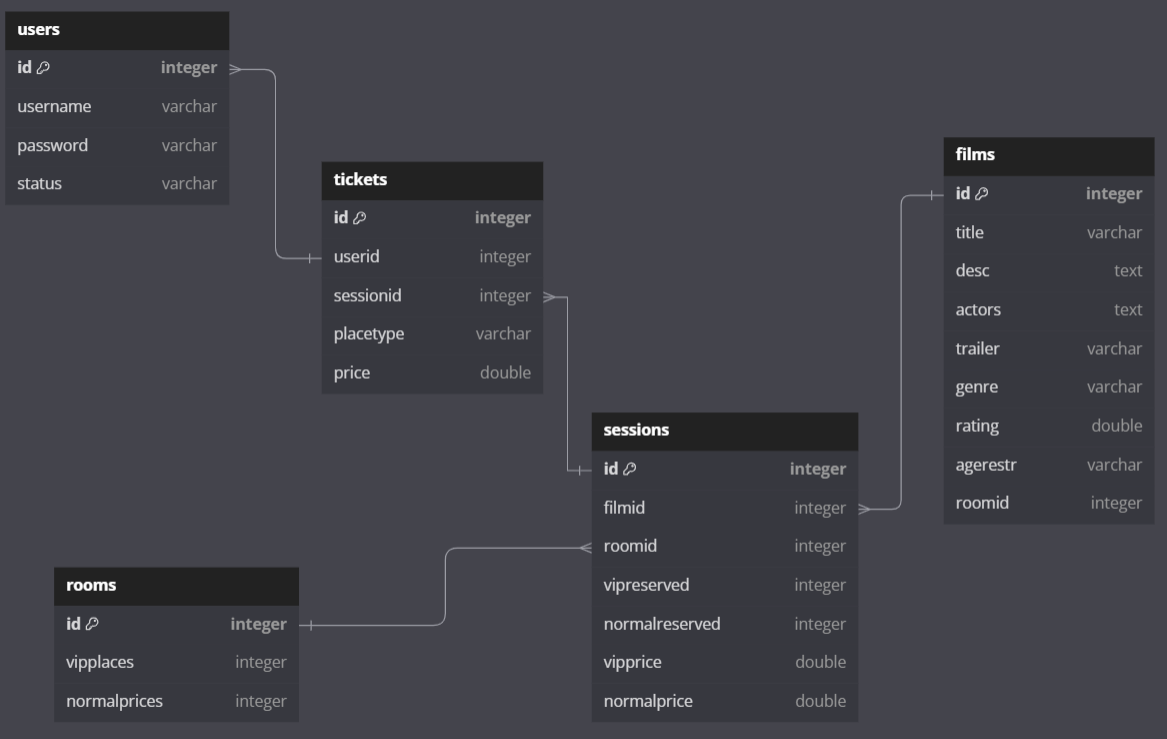 users
id integer
username varchar
password varchar
status varchar
tickets
id integer
userid integer
sessionid integer
placetype varchar
price double
films
id integer
title varchar
desc text
actors text
trailer varchar
genre varchar
rating double
agerestr varchar
roomid integer
sessions
id integer
filmid integer
roomid integer
vipreserved integer
normalreserved integer
vipprice double
normalprice double
rooms
id integer
vipplaces integer
normalprices integer